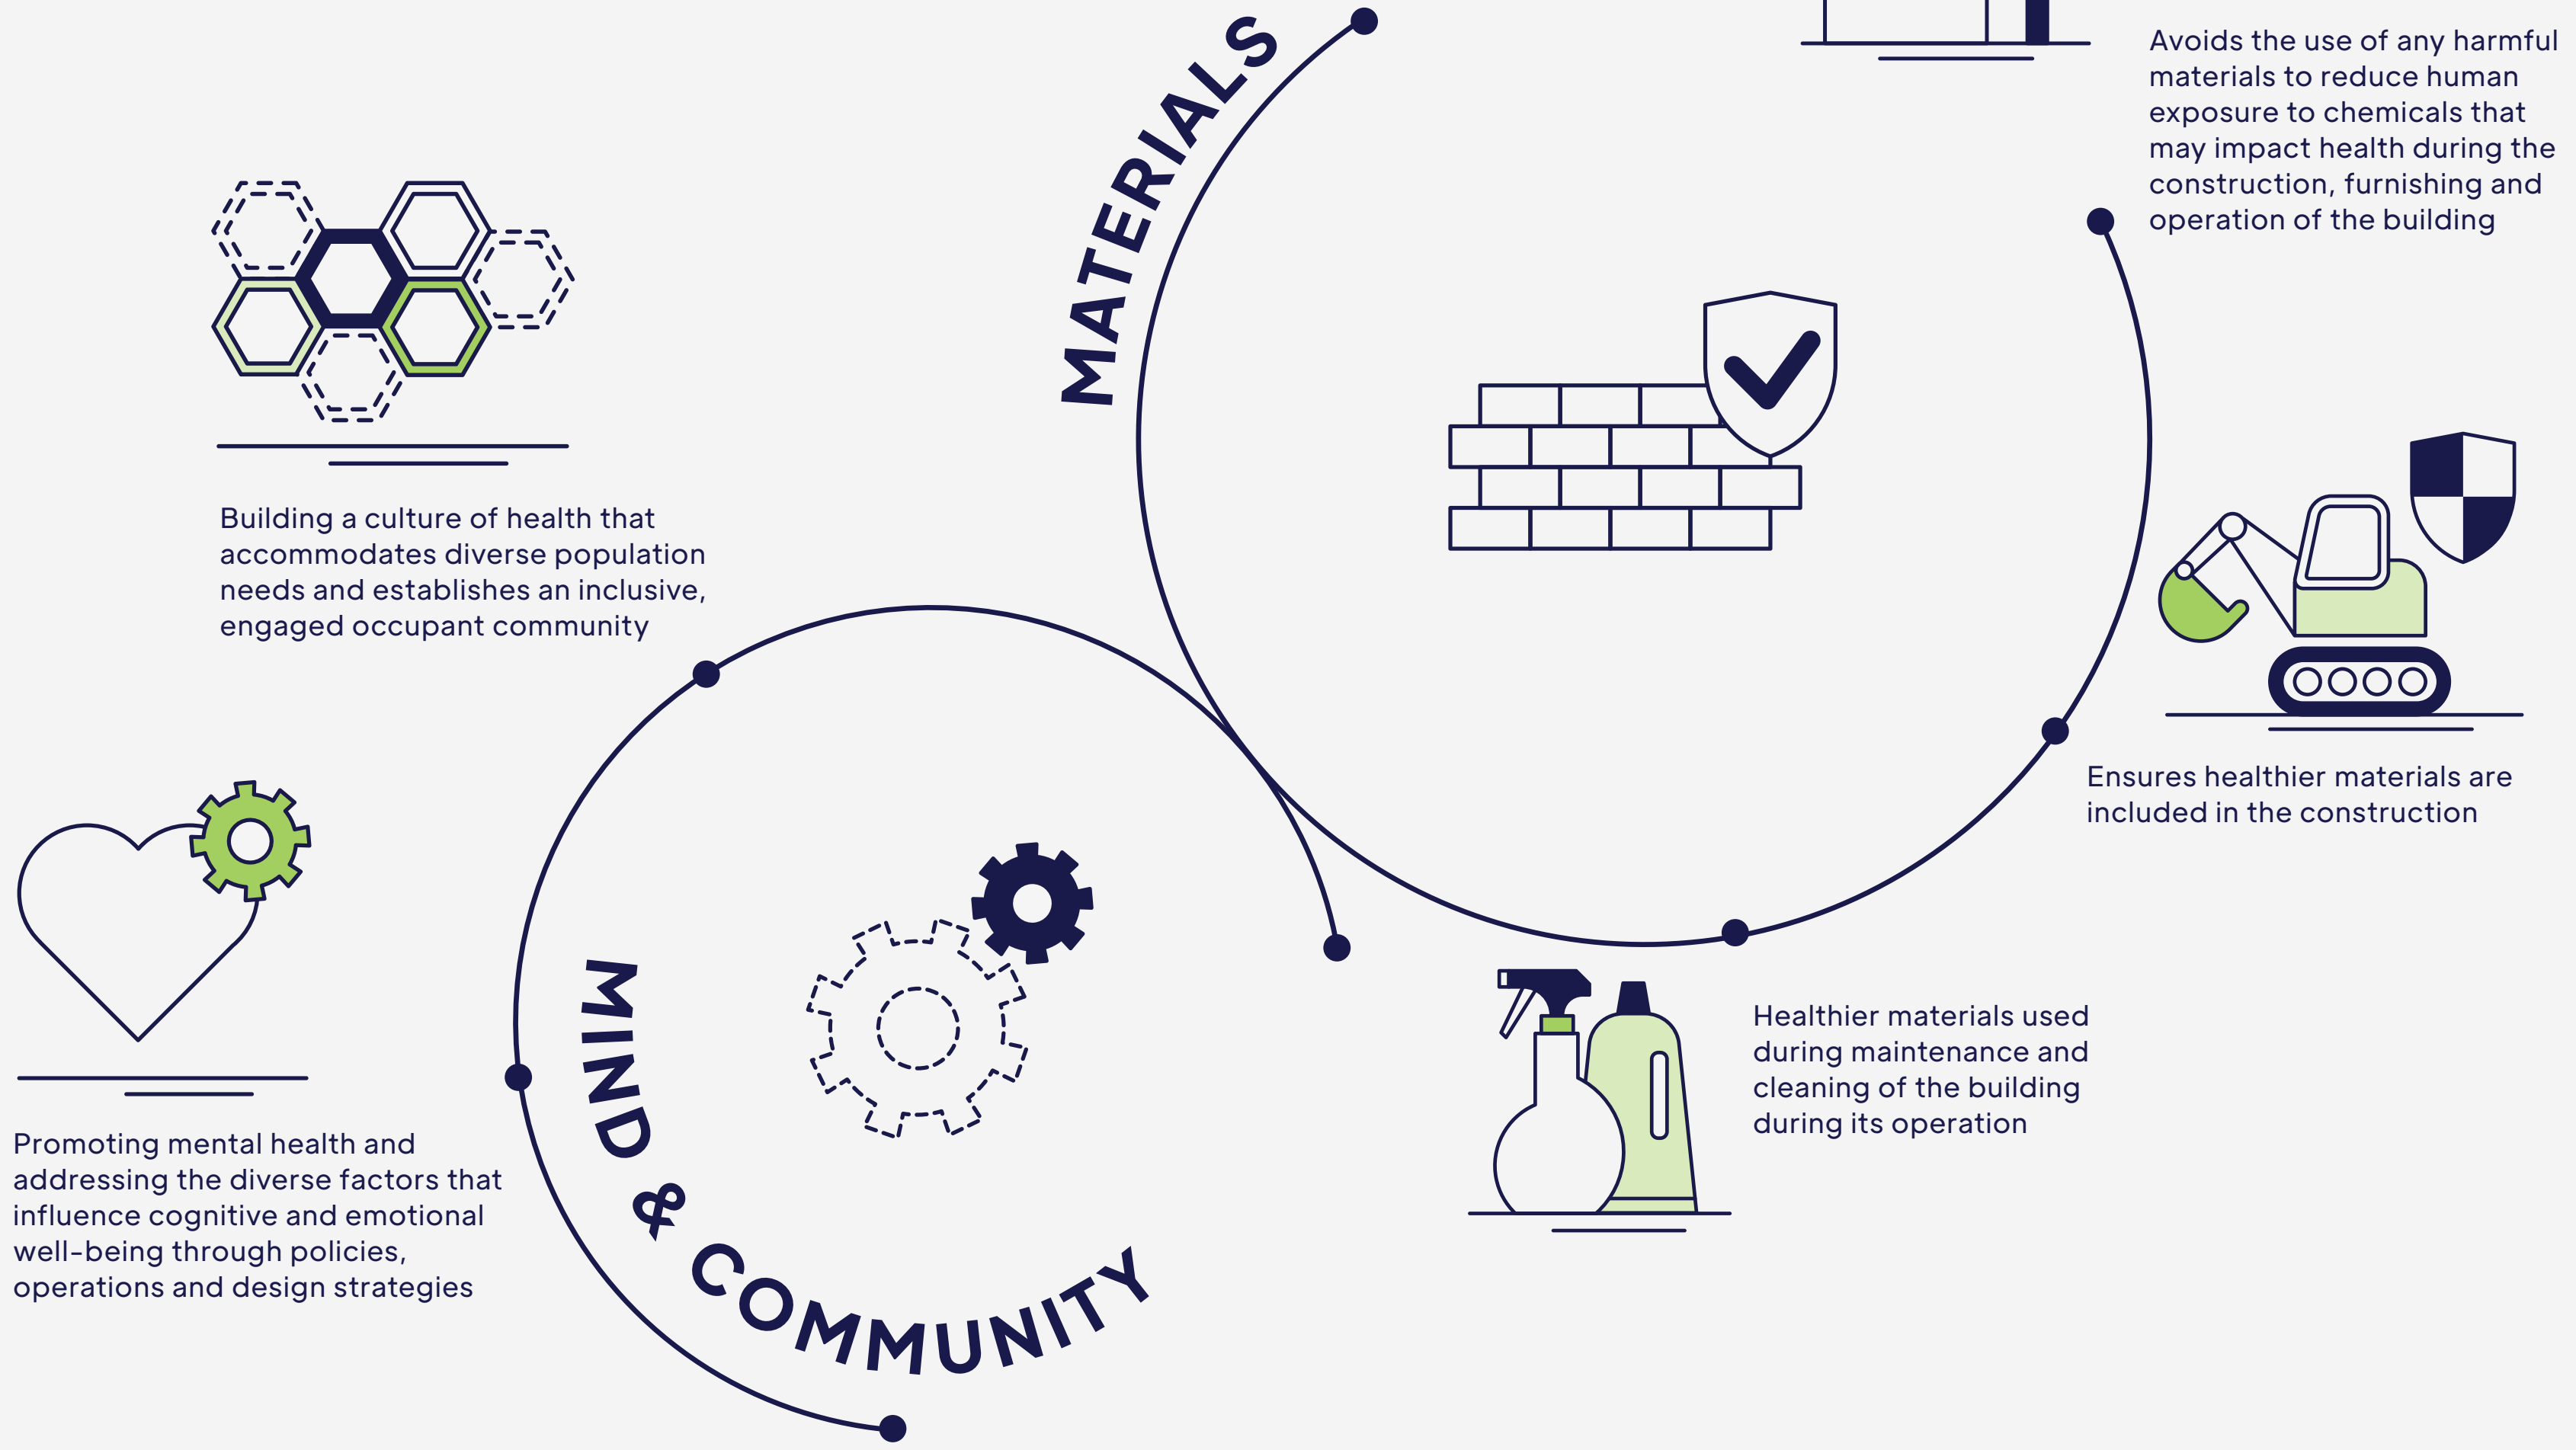 MATERIALS
Avoids the use of any harmful
materials to reduce human
exposure to chemicals that
may impact health during the
construction, furnishing and
operation of the building
Ensures healthier materials are
included in the construction
Healthier materials used
during maintenance and
cleaning of the building
during its operation
Building a culture of health that
accommodates diverse population
needs and establishes an inclusive,
engaged occupant community
MIND & COMMUNITY
Promoting mental health and
addressing the diverse factors that
influence cognitive and emotional
well-being through policies,
operations and design strategies